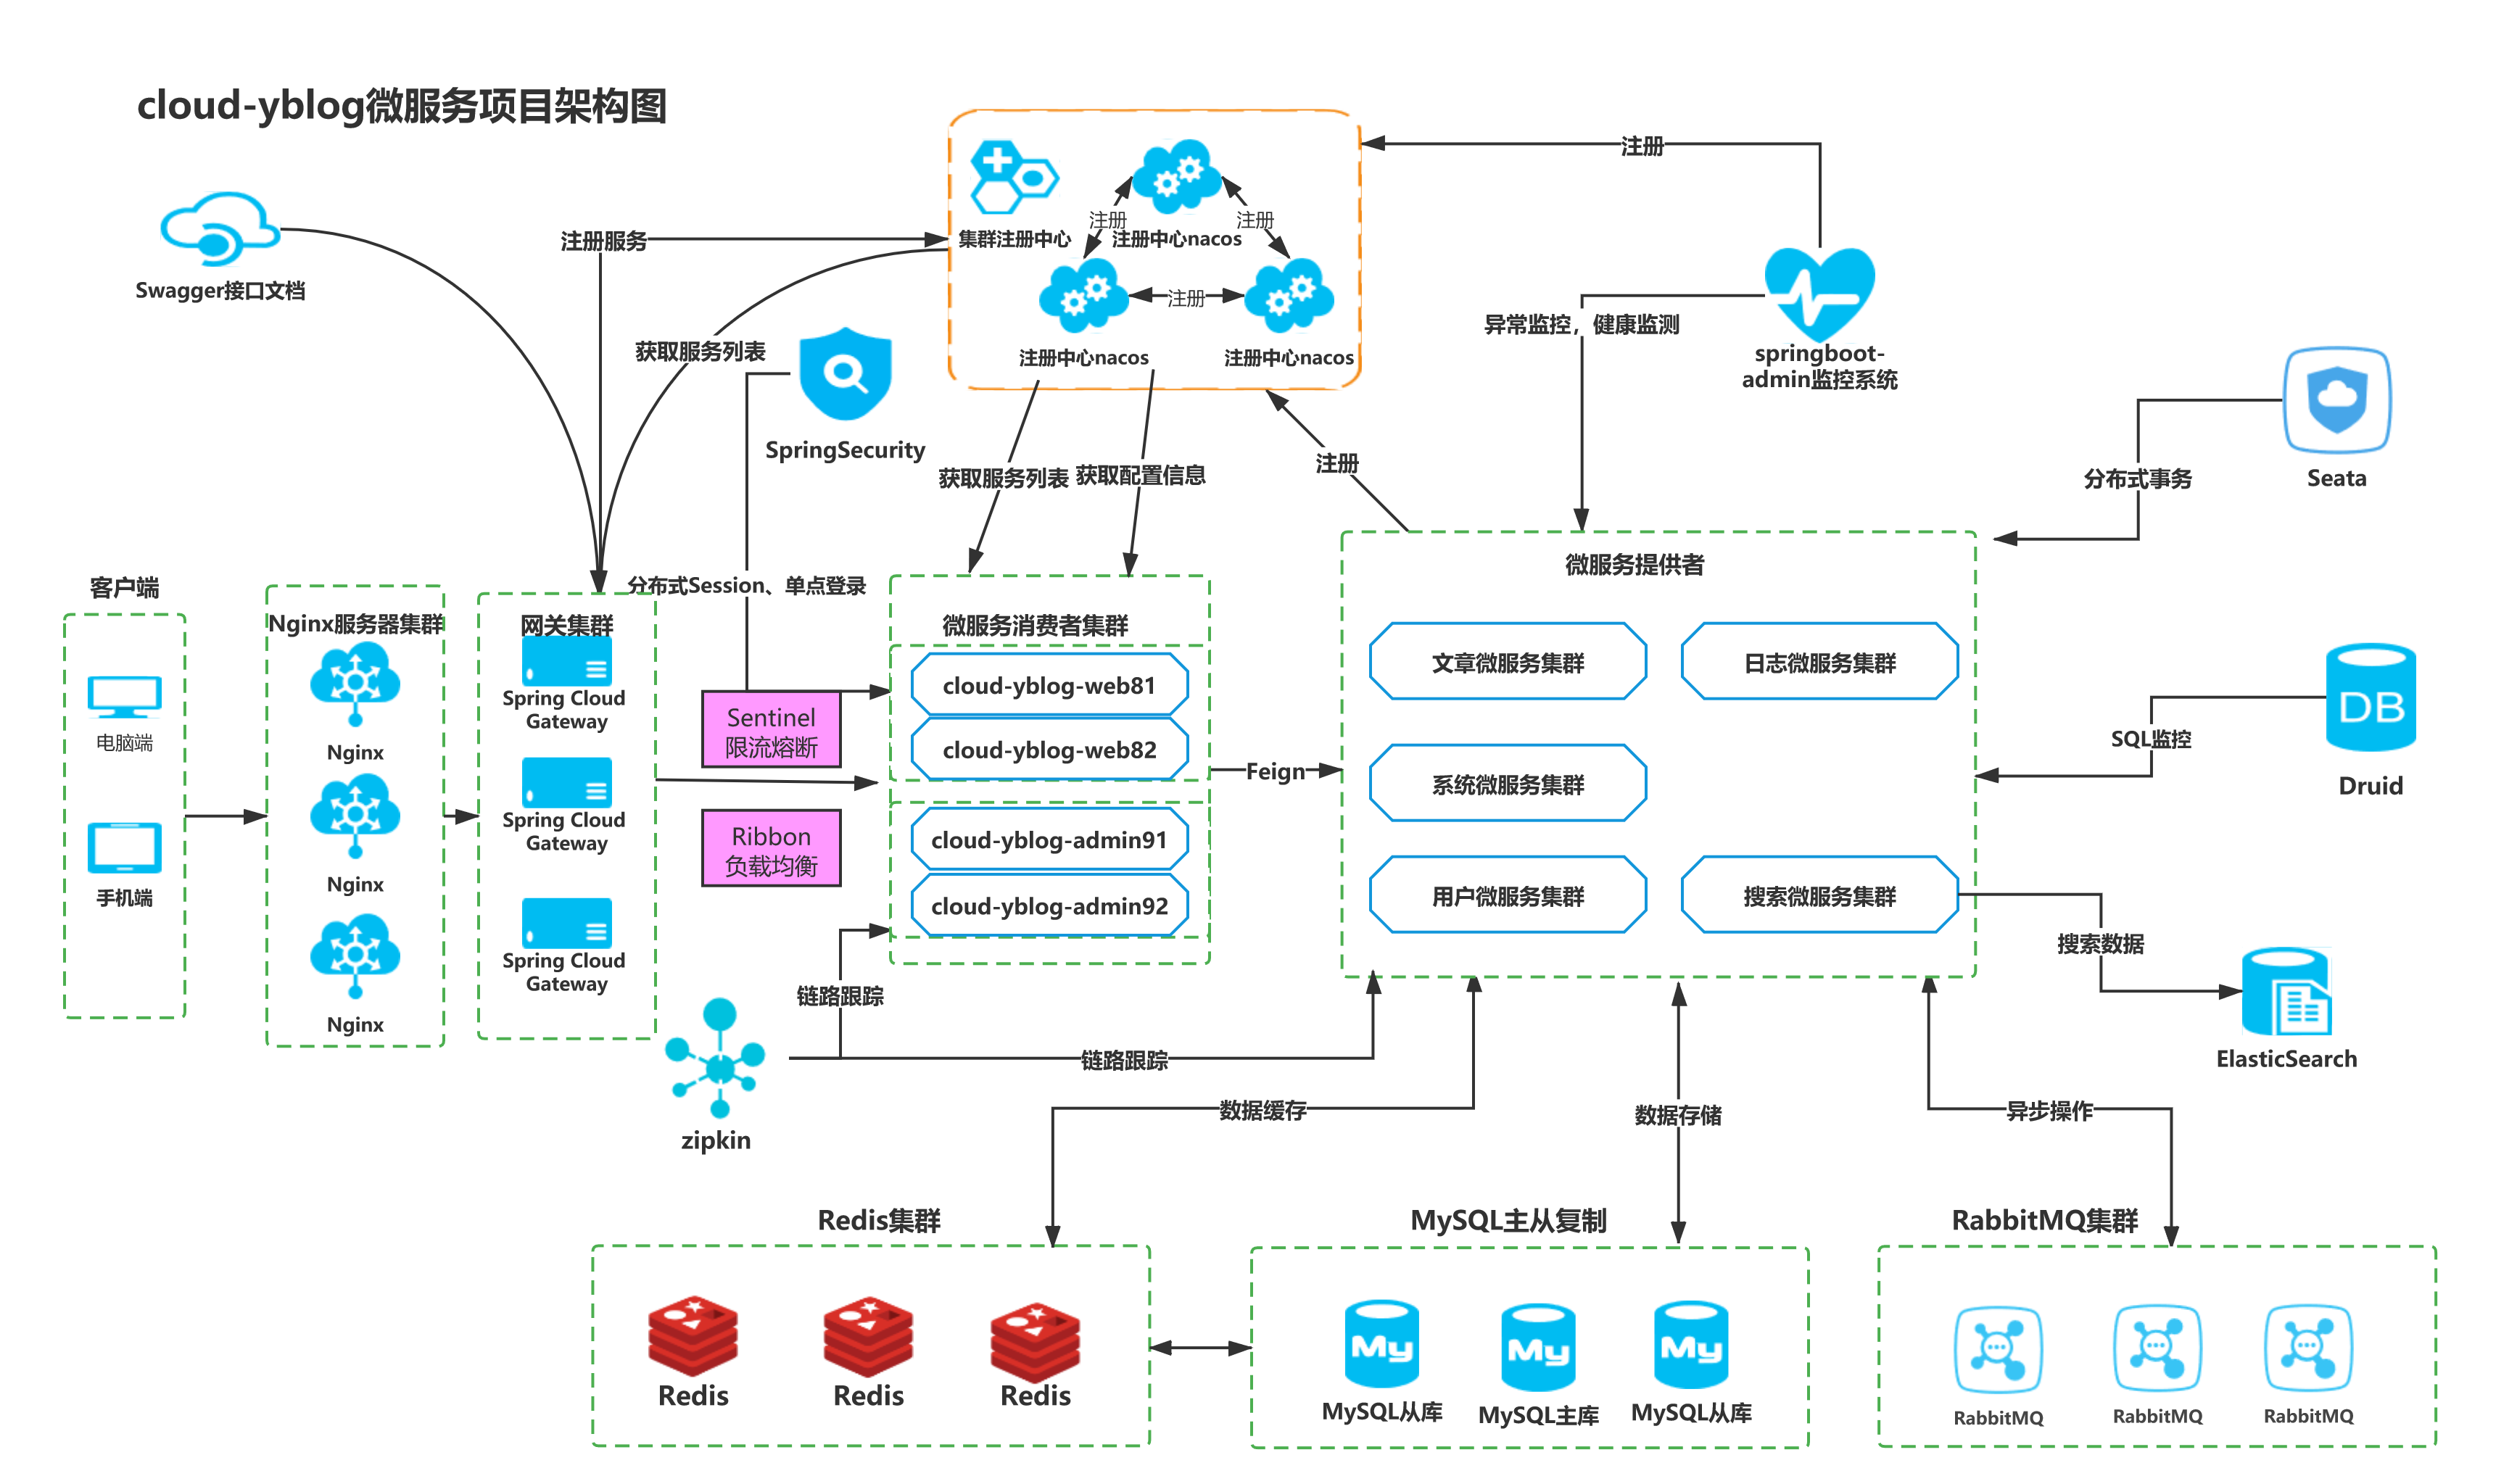 cloud-yblog微服务项目架构图
Swagger接口文档
注册服务
获取服务列表
集群注册中心
注册
注册
注册中心nacos
注册
注册中心nacos
注册中心nacos
注册
异常监控，健康监测
springboot-
admin监控系统
SpringSecurity
获取服务列表
获取配置信息
注册
分布式事务
Seata
分布式Session、单点登录
客户端
电脑端
手机端
Nginx服务器集群
Nginx
Nginx
Nginx
网关集群
Spring Cloud
Gateway
Spring Cloud
Gateway
Spring Cloud
Gateway
Sentinel
限流熔断
Ribbon
负载均衡
微服务消费者集群
cloud-yblog-web81
cloud-yblog-web82
cloud-yblog-admin91
cloud-yblog-admin92
Feign
微服务提供者
文章微服务集群
日志微服务集群
系统微服务集群
用户微服务集群
搜索微服务集群
SQL监控
Druid
搜索数据
ElasticSearch
链路跟踪
链路跟踪
zipkin
数据缓存
数据存储
异步操作
Redis集群
Redis
Redis
Redis
MySQL主从复制
MySQL从库
MySQL主库
MySQL从库
RabbitMQ集群
RabbitMQ
RabbitMQ
RabbitMQ
DB
My
My
My